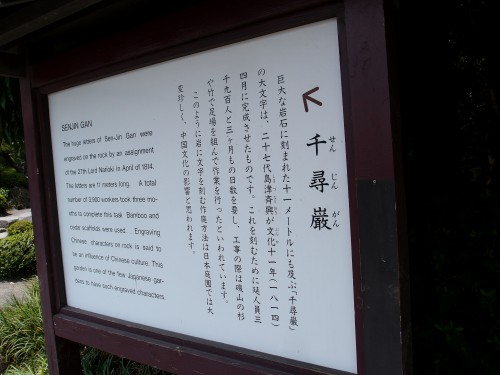 千尋巌
せん じん がん
巨大な岩石に刻まれた十一メートルにも及ぶ「千尋巌」
の大文字は、二十七代島津斉興が文化十一年(一八一四)
四月に完成させたものです。これを刻むために延人員三
千九百人と三ヶ月もの日数を要し、工事の際は磯山の杉
や竹で足場を組んで作業を行ったといわれています。
このように岩に文字を刻む作庭方法は日本庭園では大
変珍しく、中国文化の影響と思われます。
SENJIN GAN
The huge letters of Sen-Jin Gan were
engraved on the rock by an assignment
of the 27th Lord Nariaki in April of 1814.
The letters are 11 meters long. A total
number of 3,900 workers took three mo-
nths to complete this task. Bamboo and
cedar scaffolds were used. Engraving
Chinese characters on rock is said to
be an influence of Chinese culture. This
garden is one of the few Japanese gar-
dens to have such engraved characters.